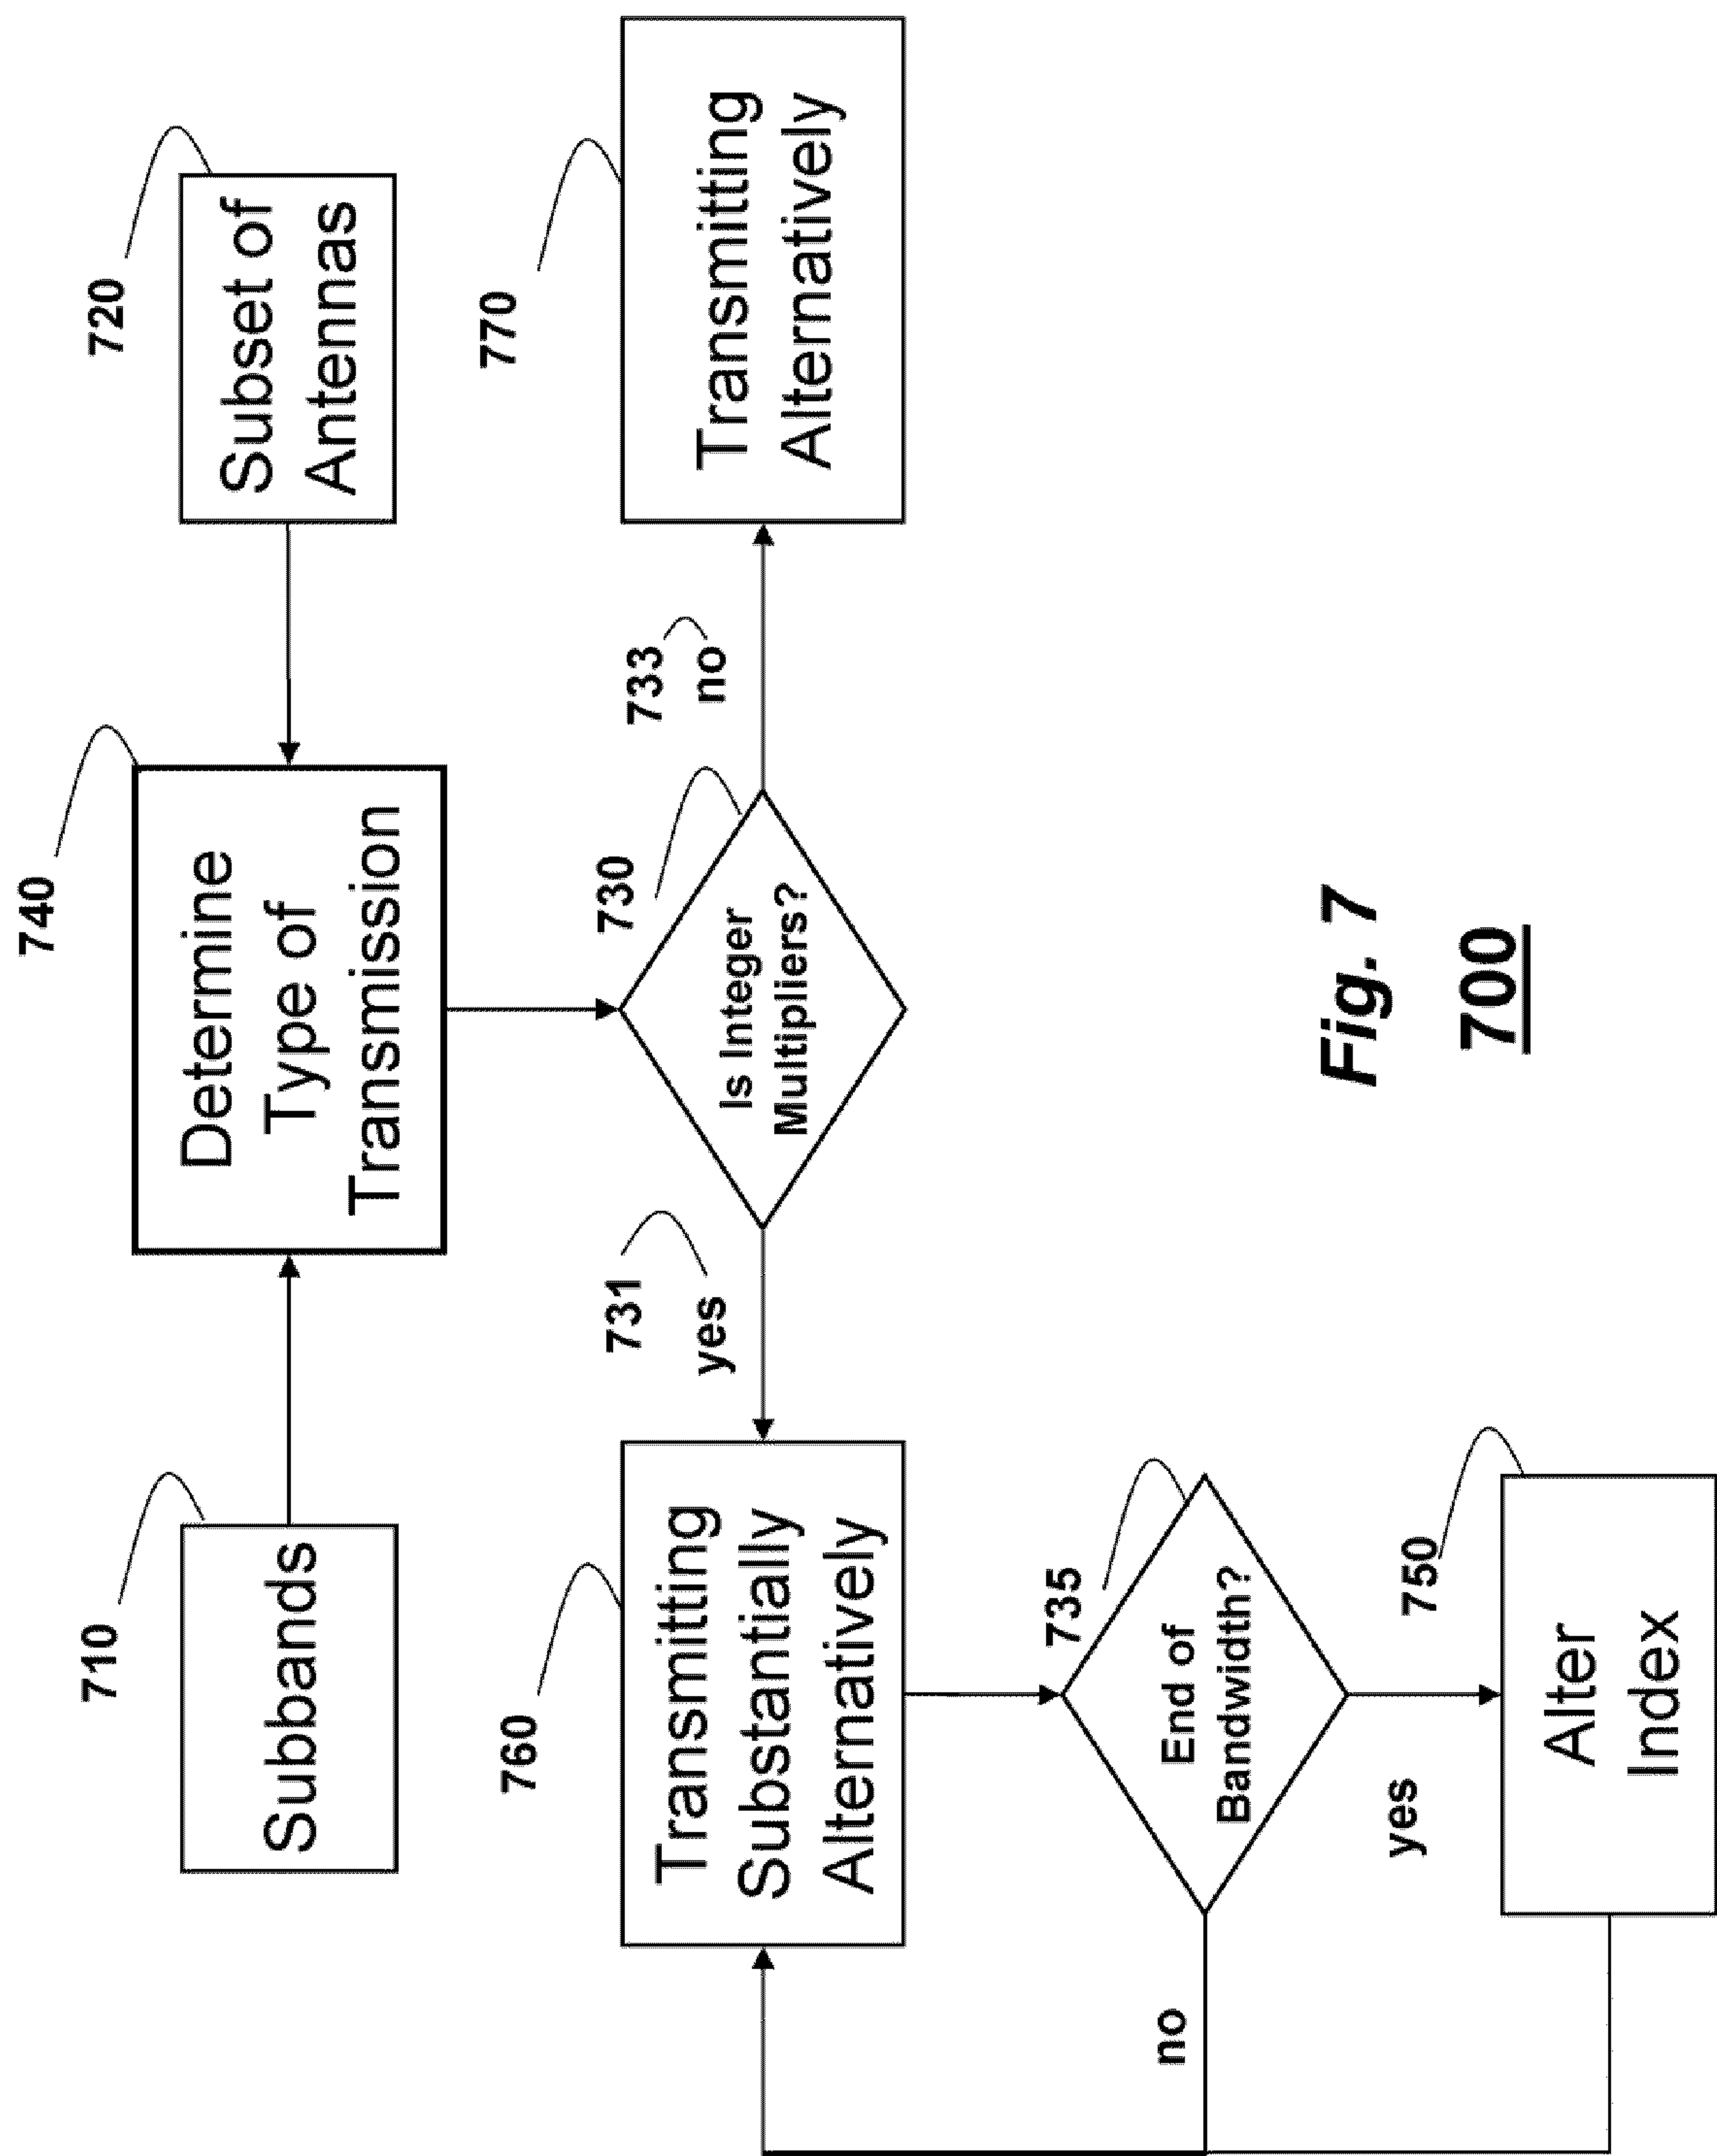 710
Subbands
740
Determine
Type of
Transmission
720
Subset of
Antennas
760
Transmitting
Substantially
Alternatively
731
yes
730
Is Integer
Multipliers?
733
no
770
Transmitting
Alternatively
735
End of
Bandwidth?
no
yes
750
Alter
Index
Fig. 7
700